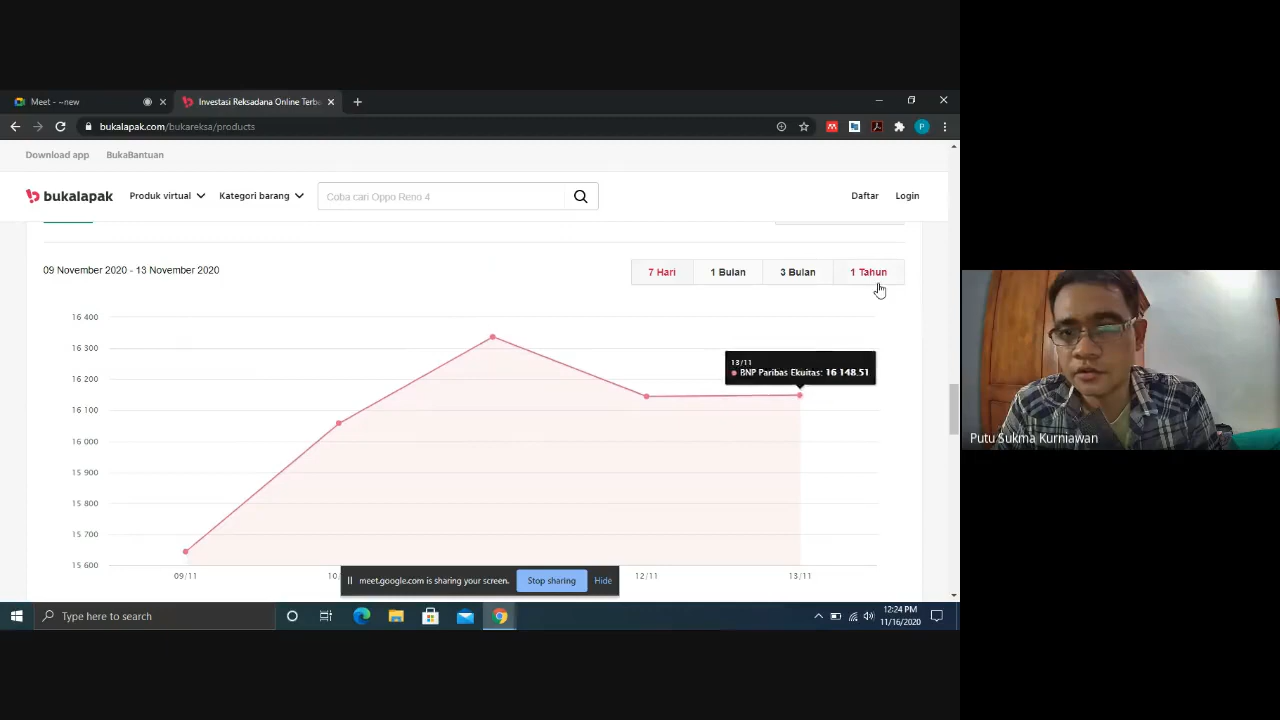 Meet - ~new
Investasi Reksadana Online Terba
bukalapak.com/bukareksa/products
P
Download app
BukaBantuan
bukalapak
Produk virtual
Kategori barang
Coba cari Oppo Reno 4
Daftar
Login
09 November 2020 - 13 November 2020
7 Hari
1 Bulan
3 Bulan
1 Tahun
16 400
16 300
16 200
16 100
16 000
15 900
15 800
15 700
15 600
13/11
BNP Paribas Ekuitas: 16 148.51
09/11
10/
12/11
13/11
meet.google.com is sharing your screen.
Stop sharing
Hide
Putu Sukma Kurniawan
Type here to search
12:24 PM
11/16/2020